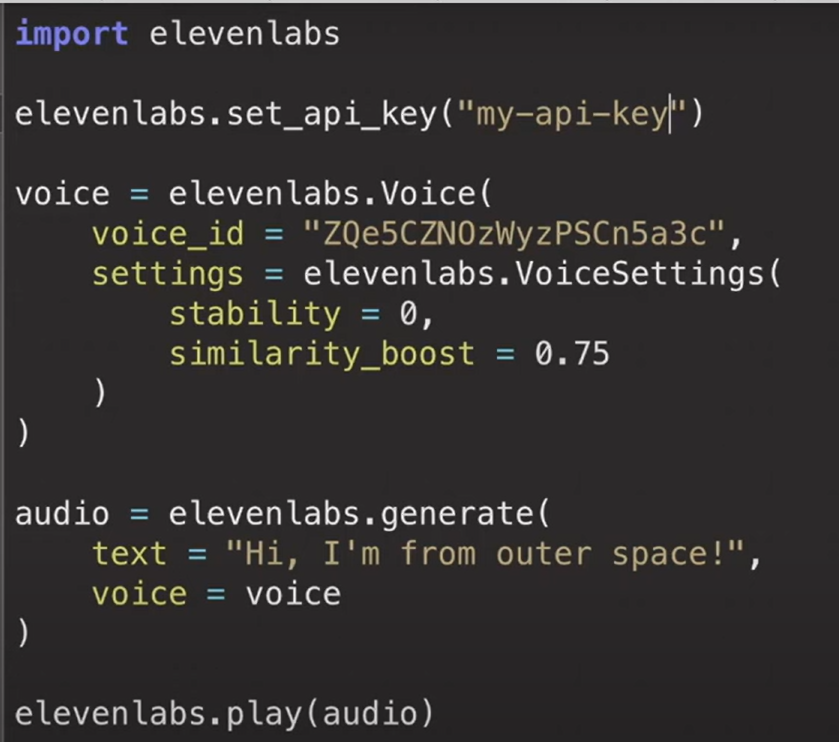 import elevenlabs
elevenlabs.set_api_key("my-api-key")
voice = elevenlabs.Voice(
    voice_id = "ZQe5CZNOzWyzPSCn5a3c",
    settings = elevenlabs.VoiceSettings(
        stability = 0,
        similarity_boost = 0.75
    )
)
audio = elevenlabs.generate(
    text = "Hi, I'm from outer space!",
    voice = voice
)
elevenlabs.play(audio)